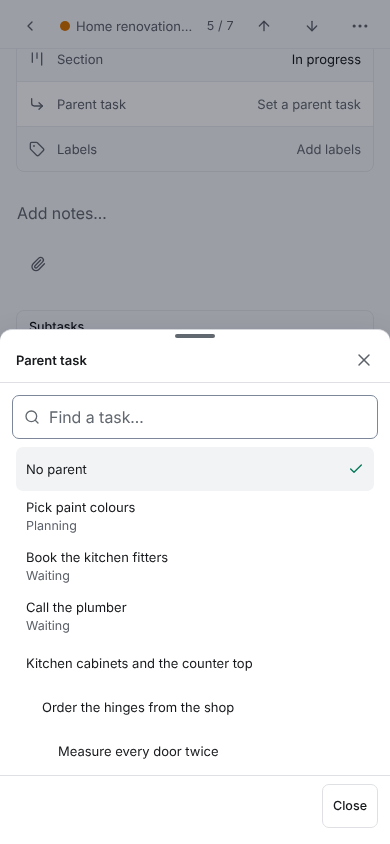 Home renovation... 5 / 7
Section In progress
Parent task Set a parent task
Labels Add labels
Add notes...
Subtasks
Parent task
Find a task...
No parent
Pick paint colours
Planning
Book the kitchen fitters
Waiting
Call the plumber
Waiting
Kitchen cabinets and the counter top
Order the hinges from the shop
Measure every door twice
Close